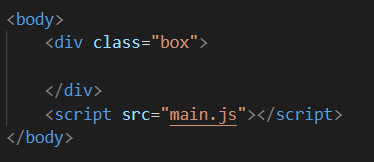 <body>
    <div class="box">

    </div>
    <script src="main.js"></script>
</body>